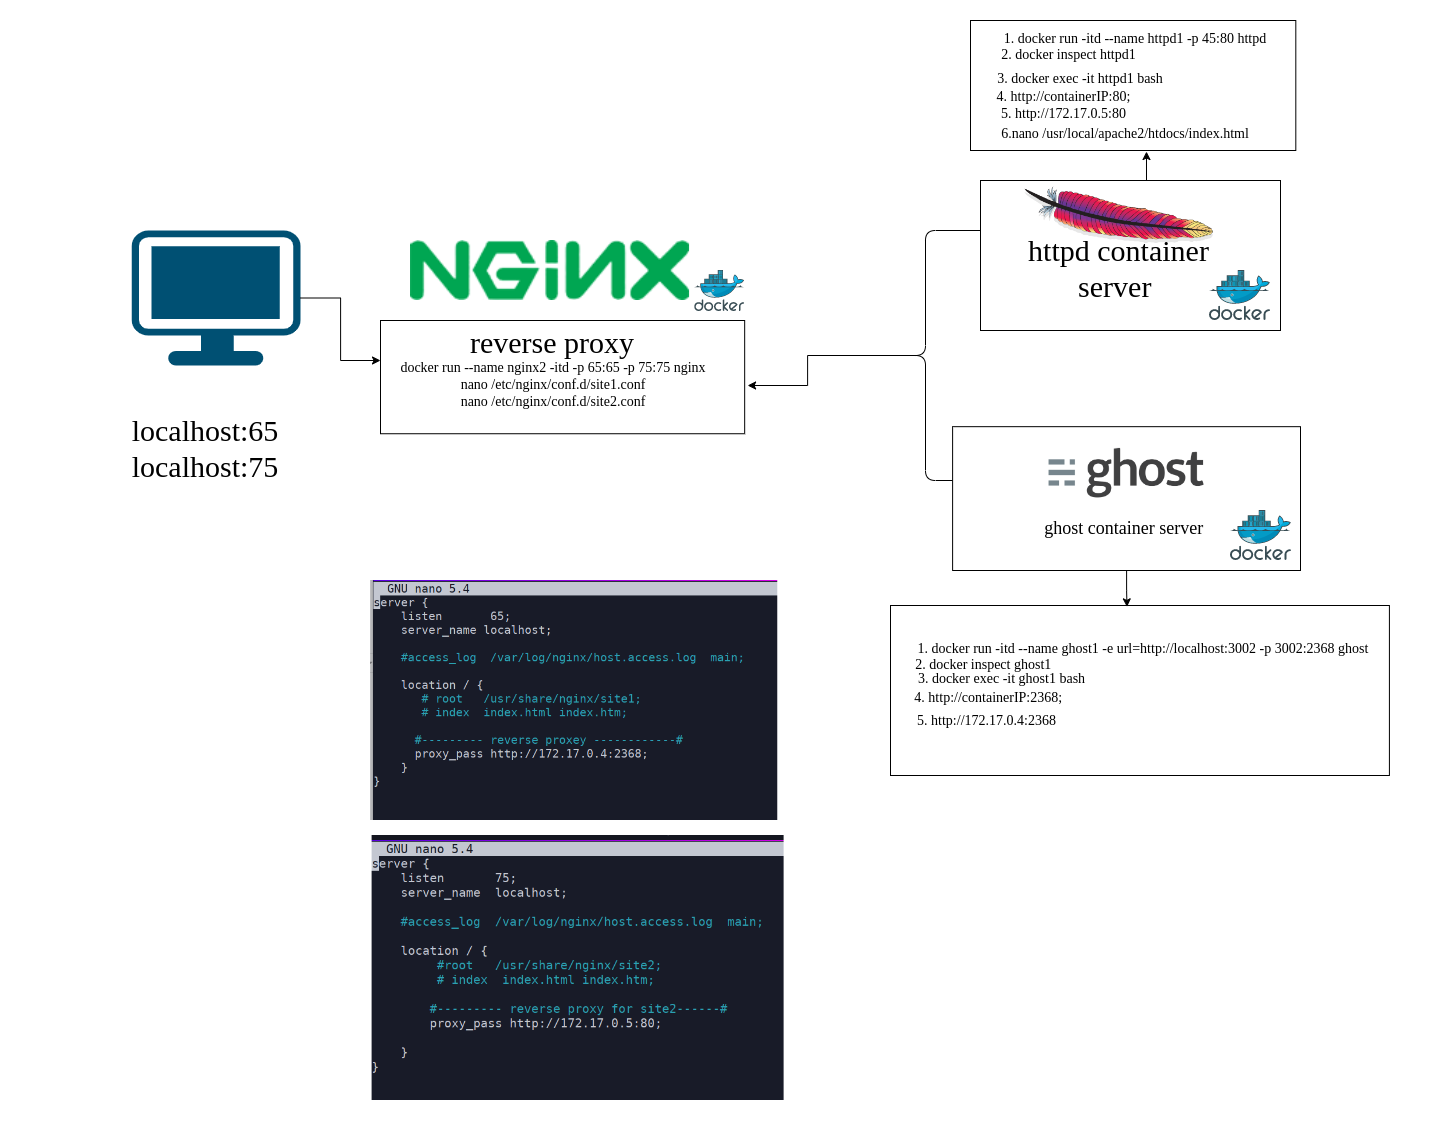 1. docker run -itd --name httpd1 -p 45:80 httpd
2. docker inspect httpd1
3. docker exec -it httpd1 bash
4. http://containerIP:80;
5. http://172.17.0.5:80
6.nano /usr/local/apache2/htdocs/index.html
httpd container
server
docker
NGINX
docker
reverse proxy
docker run --name nginx2 -itd -p 65:65 -p 75:75 nginx
nano /etc/nginx/conf.d/site1.conf
nano /etc/nginx/conf.d/site2.conf
localhost:65
localhost:75
ghost
ghost container server
docker
1. docker run -itd --name ghost1 -e url=http://localhost:3002 -p 3002:2368 ghost
2. docker inspect ghost1
3. docker exec -it ghost1 bash
4. http://containerIP:2368;
5. http://172.17.0.4:2368
GNU nano 5.4
server {
listen 65;
server_name localhost;
#access_log /var/log/nginx/host.access.log main;
location / {
# root /usr/share/nginx/site1;
# index index.html index.htm;
#--------- reverse proxey ------------#
proxy_pass http://172.17.0.4:2368;
}
}
GNU nano 5.4
server {
listen 75;
server_name localhost;
#access_log /var/log/nginx/host.access.log main;
location / {
#root /usr/share/nginx/site2;
# index index.html index.htm;
#--------- reverse proxy for site2------#
proxy_pass http://172.17.0.5:80;
}
}